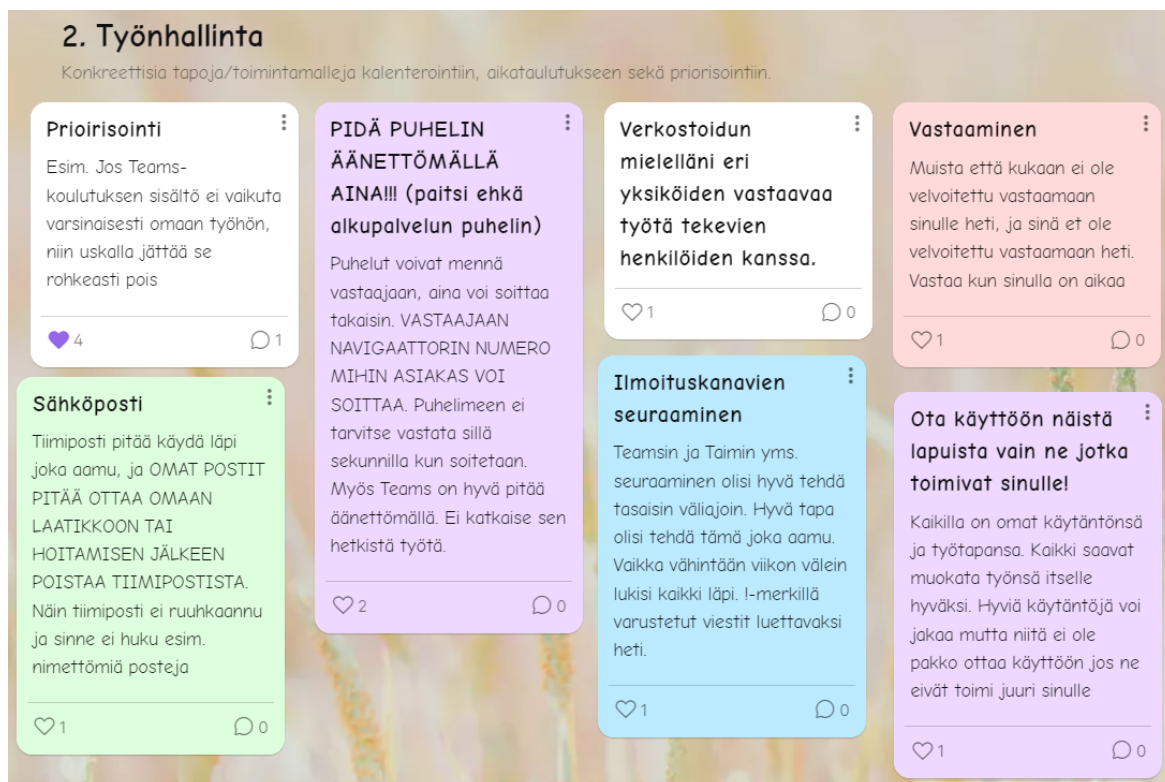 2. Työnhallinta
Konkreettisia tapoja/toimintamalleja kalenterointiin, aikataulutukseen sekä priorisointiin.
Prioirisointi
Esim. Jos Teams-
koulutuksen sisältö ei vaikuta
varsinaisesti omaan työhön,
niin uskalla jättää se
rohkeasti pois
4
1
Sähköposti
Tiimiposti pitää käydä läpi
joka aamu, ja OMAT POSTIT
PITÄÄ OTTAA OMAAN
LAATIKKOON TAI
HOITAMISEN JÄLKEEN
POISTAA TIIMIPOSTISTA.
Näin tiimiposti ei ruuhkaannu
ja sinne ei huku esim.
nimettömiä posteja
1
0
PIDÄ PUHELIN
ÄÄNETTÖMÄLLÄ
AINA!!! (paitsi ehkä
alkupalvelun puhelin)
Puhelut voivat mennä
vastaajaan, aina voi soittaa
takaisin. VASTAAJAAN
NAVIGAATTORIN NUMERO
MIHIN ASIAKAS VOI
SOITTAA. Puhelimeen ei
tarvitse vastata sillä
sekunnilla kun soitetaan.
Myös Teams on hyvä pitää
äänettömällä. Ei katkaise sen
hetkistä työtä.
2
0
Verkostoidun
mielelläni eri
yksiköiden vastaavaa
työtä tekevien
henkilöiden kanssa.
1
0
Ilmoituskanavien
seuraaminen
Teamsin ja Taimin yms.
seuraaminen olisi hyvä tehdä
tasaisin väliajoin. Hyvä tapa
olisi tehdä tämä joka aamu.
Vaikka vähintään viikon välein
lukisi kaikki läpi. !-merkillä
varustetut viestit luettavaksi
heti.
1
0
Vastaaminen
Muista että kukaan ei ole
velvoitettu vastaamaan
sinulle heti, ja sinä et ole
velvoitettu vastaamaan heti.
Vastaa kun sinulla on aikaa
1
0
Ota käyttöön näistä
lapuista vain ne jotka
toimivat sinulle!
Kaikilla on omat käytäntönsä
ja työtapansa. Kaikki saavat
muokata työnsä itselle
hyväksi. Hyviä käytäntöjä voi
jakaa mutta niitä ei ole
pakko ottaa käyttöön jos ne
eivät toimi juuri sinulle
1
0